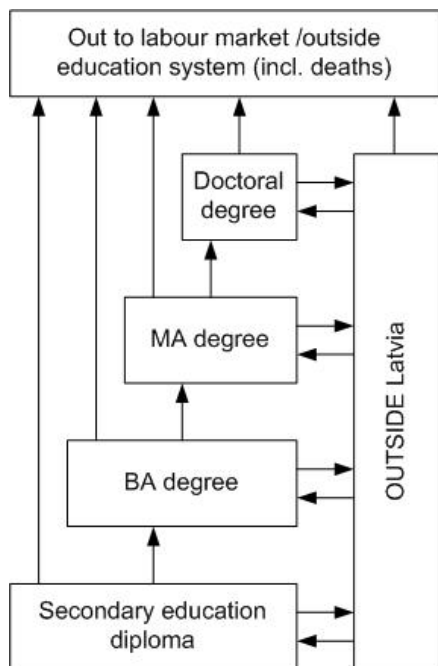 Out to labour market /outside
education system (incl. deaths)
Doctoral
degree
MA degree
BA degree
Secondary education
diploma
OUTSIDE Latvia